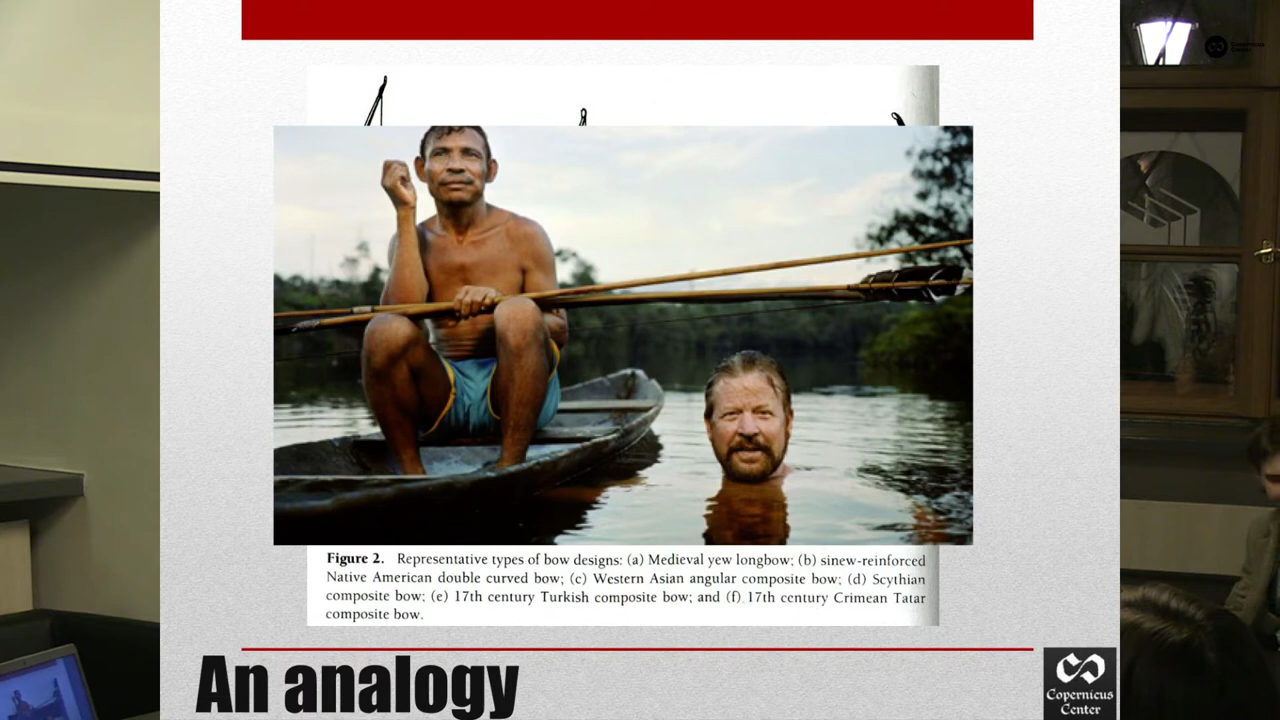 Copernicus
Center
Figure 2. Representative types of bow designs: (a) Medieval yew longbow; (b) sinew-reinforced
Native American double curved bow; (c) Western Asian angular composite bow; (d) Scythian
composite bow; (e) 17th century Turkish composite bow; and (f) 17th century Crimean Tatar
composite bow.
An analogy
Copernicus
Center